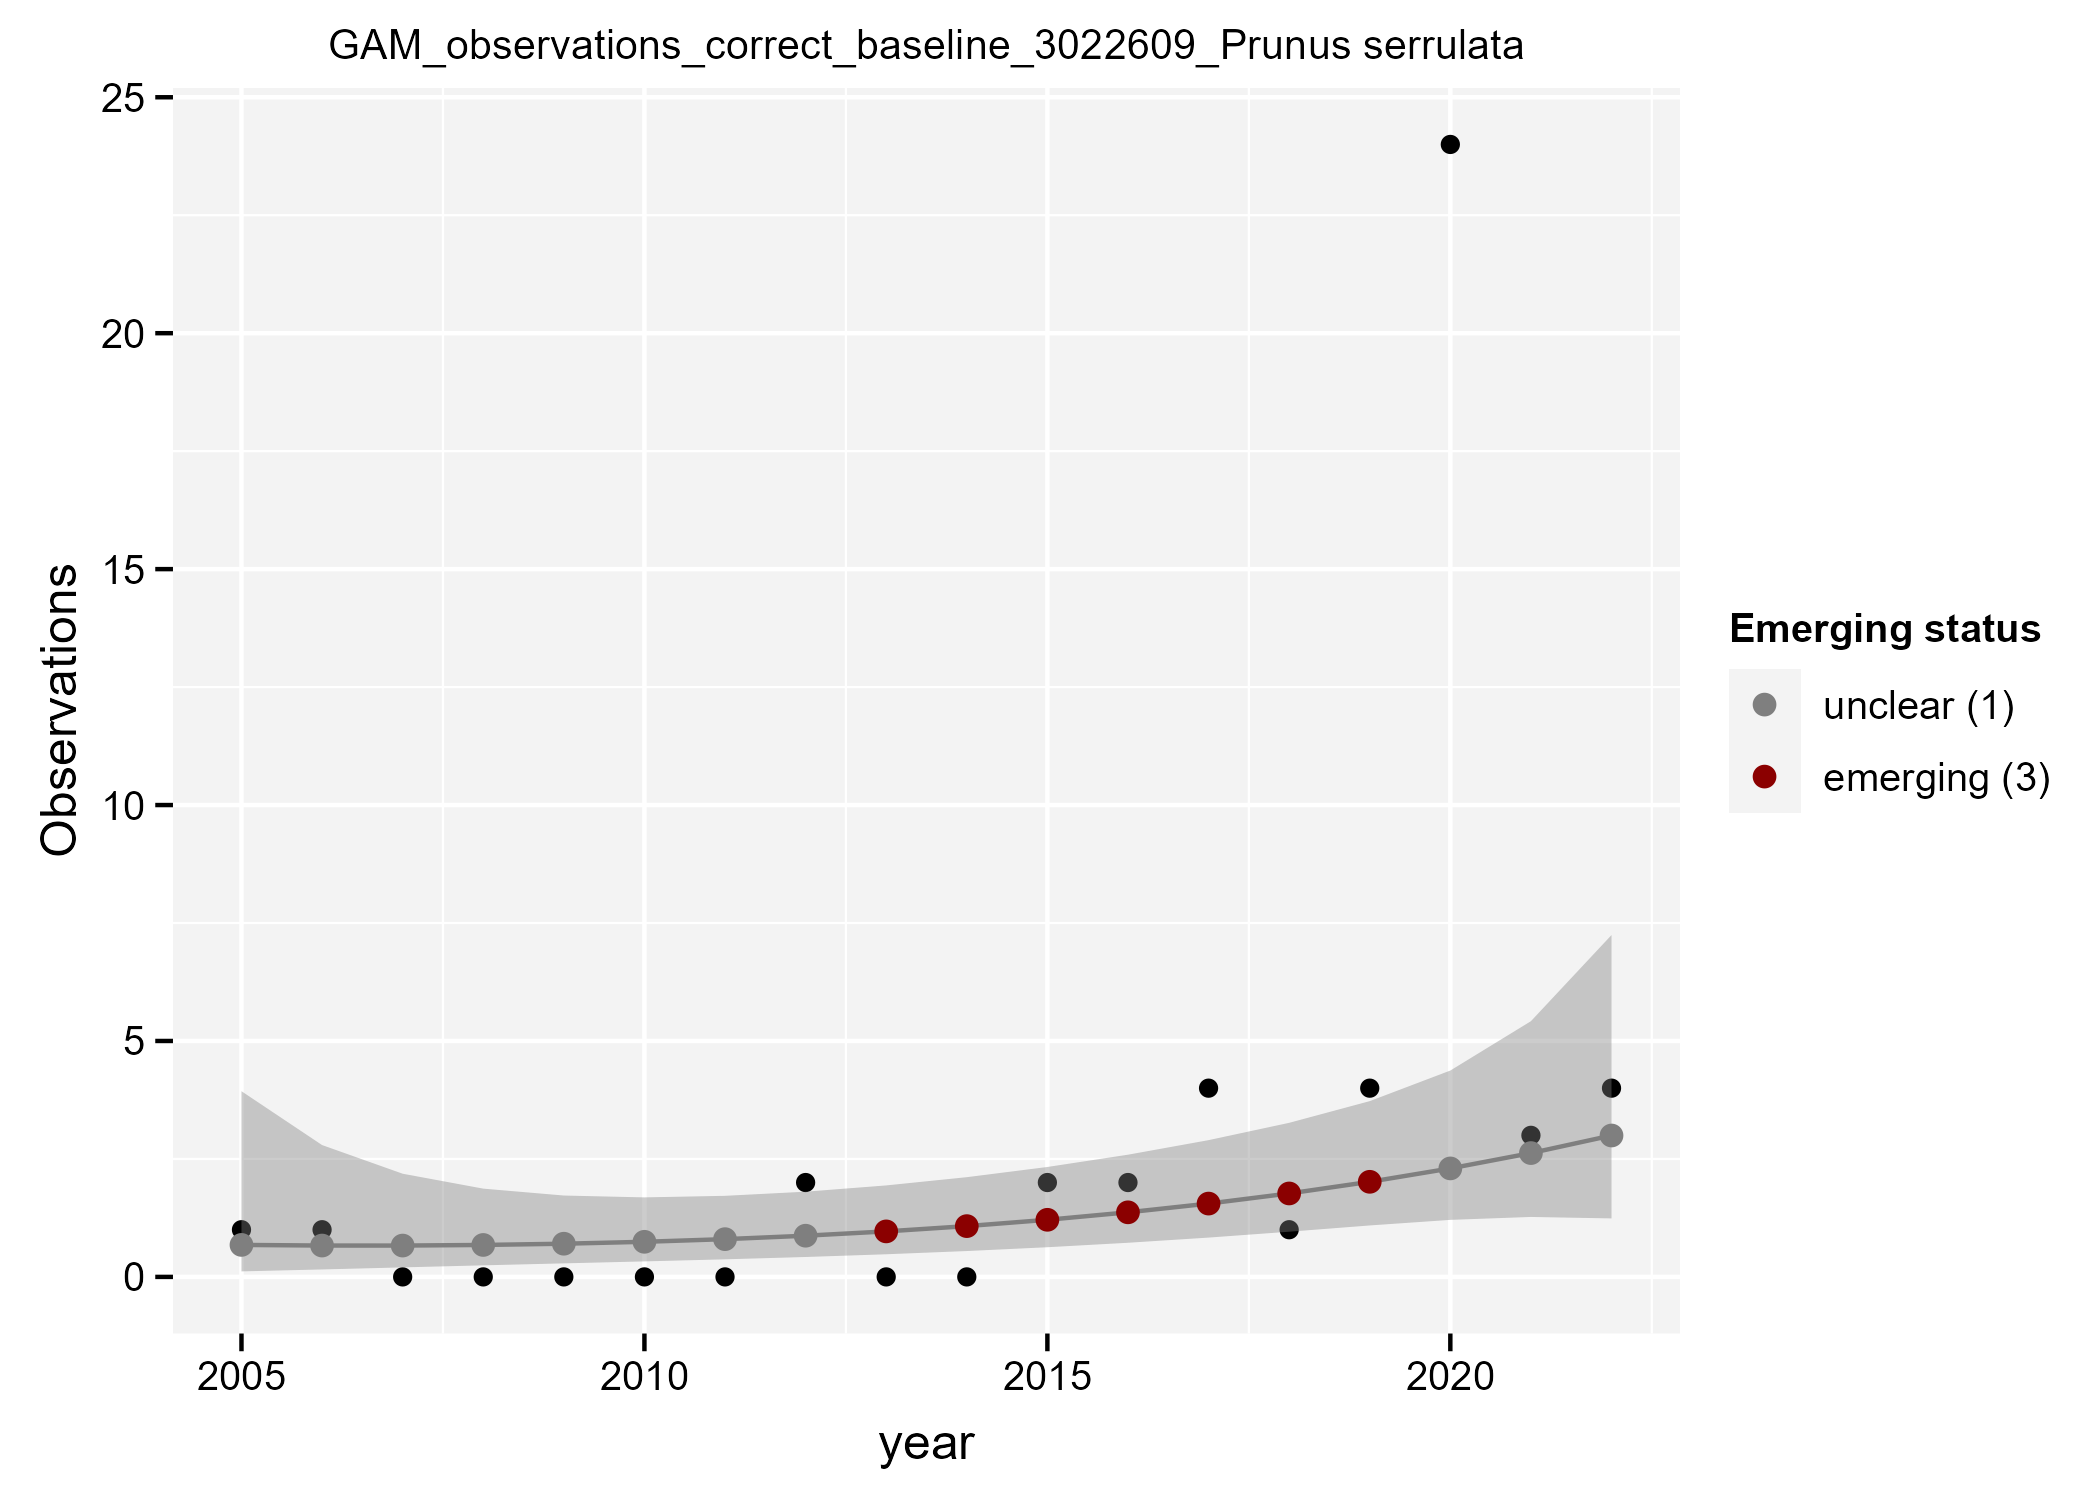 GAM_observations_correct_baseline_3022609_Prunus serrulata
25
20
15
10
5
0
Observations
2005 2010 2015 2020
year
Emerging status
unclear (1)
emerging (3)